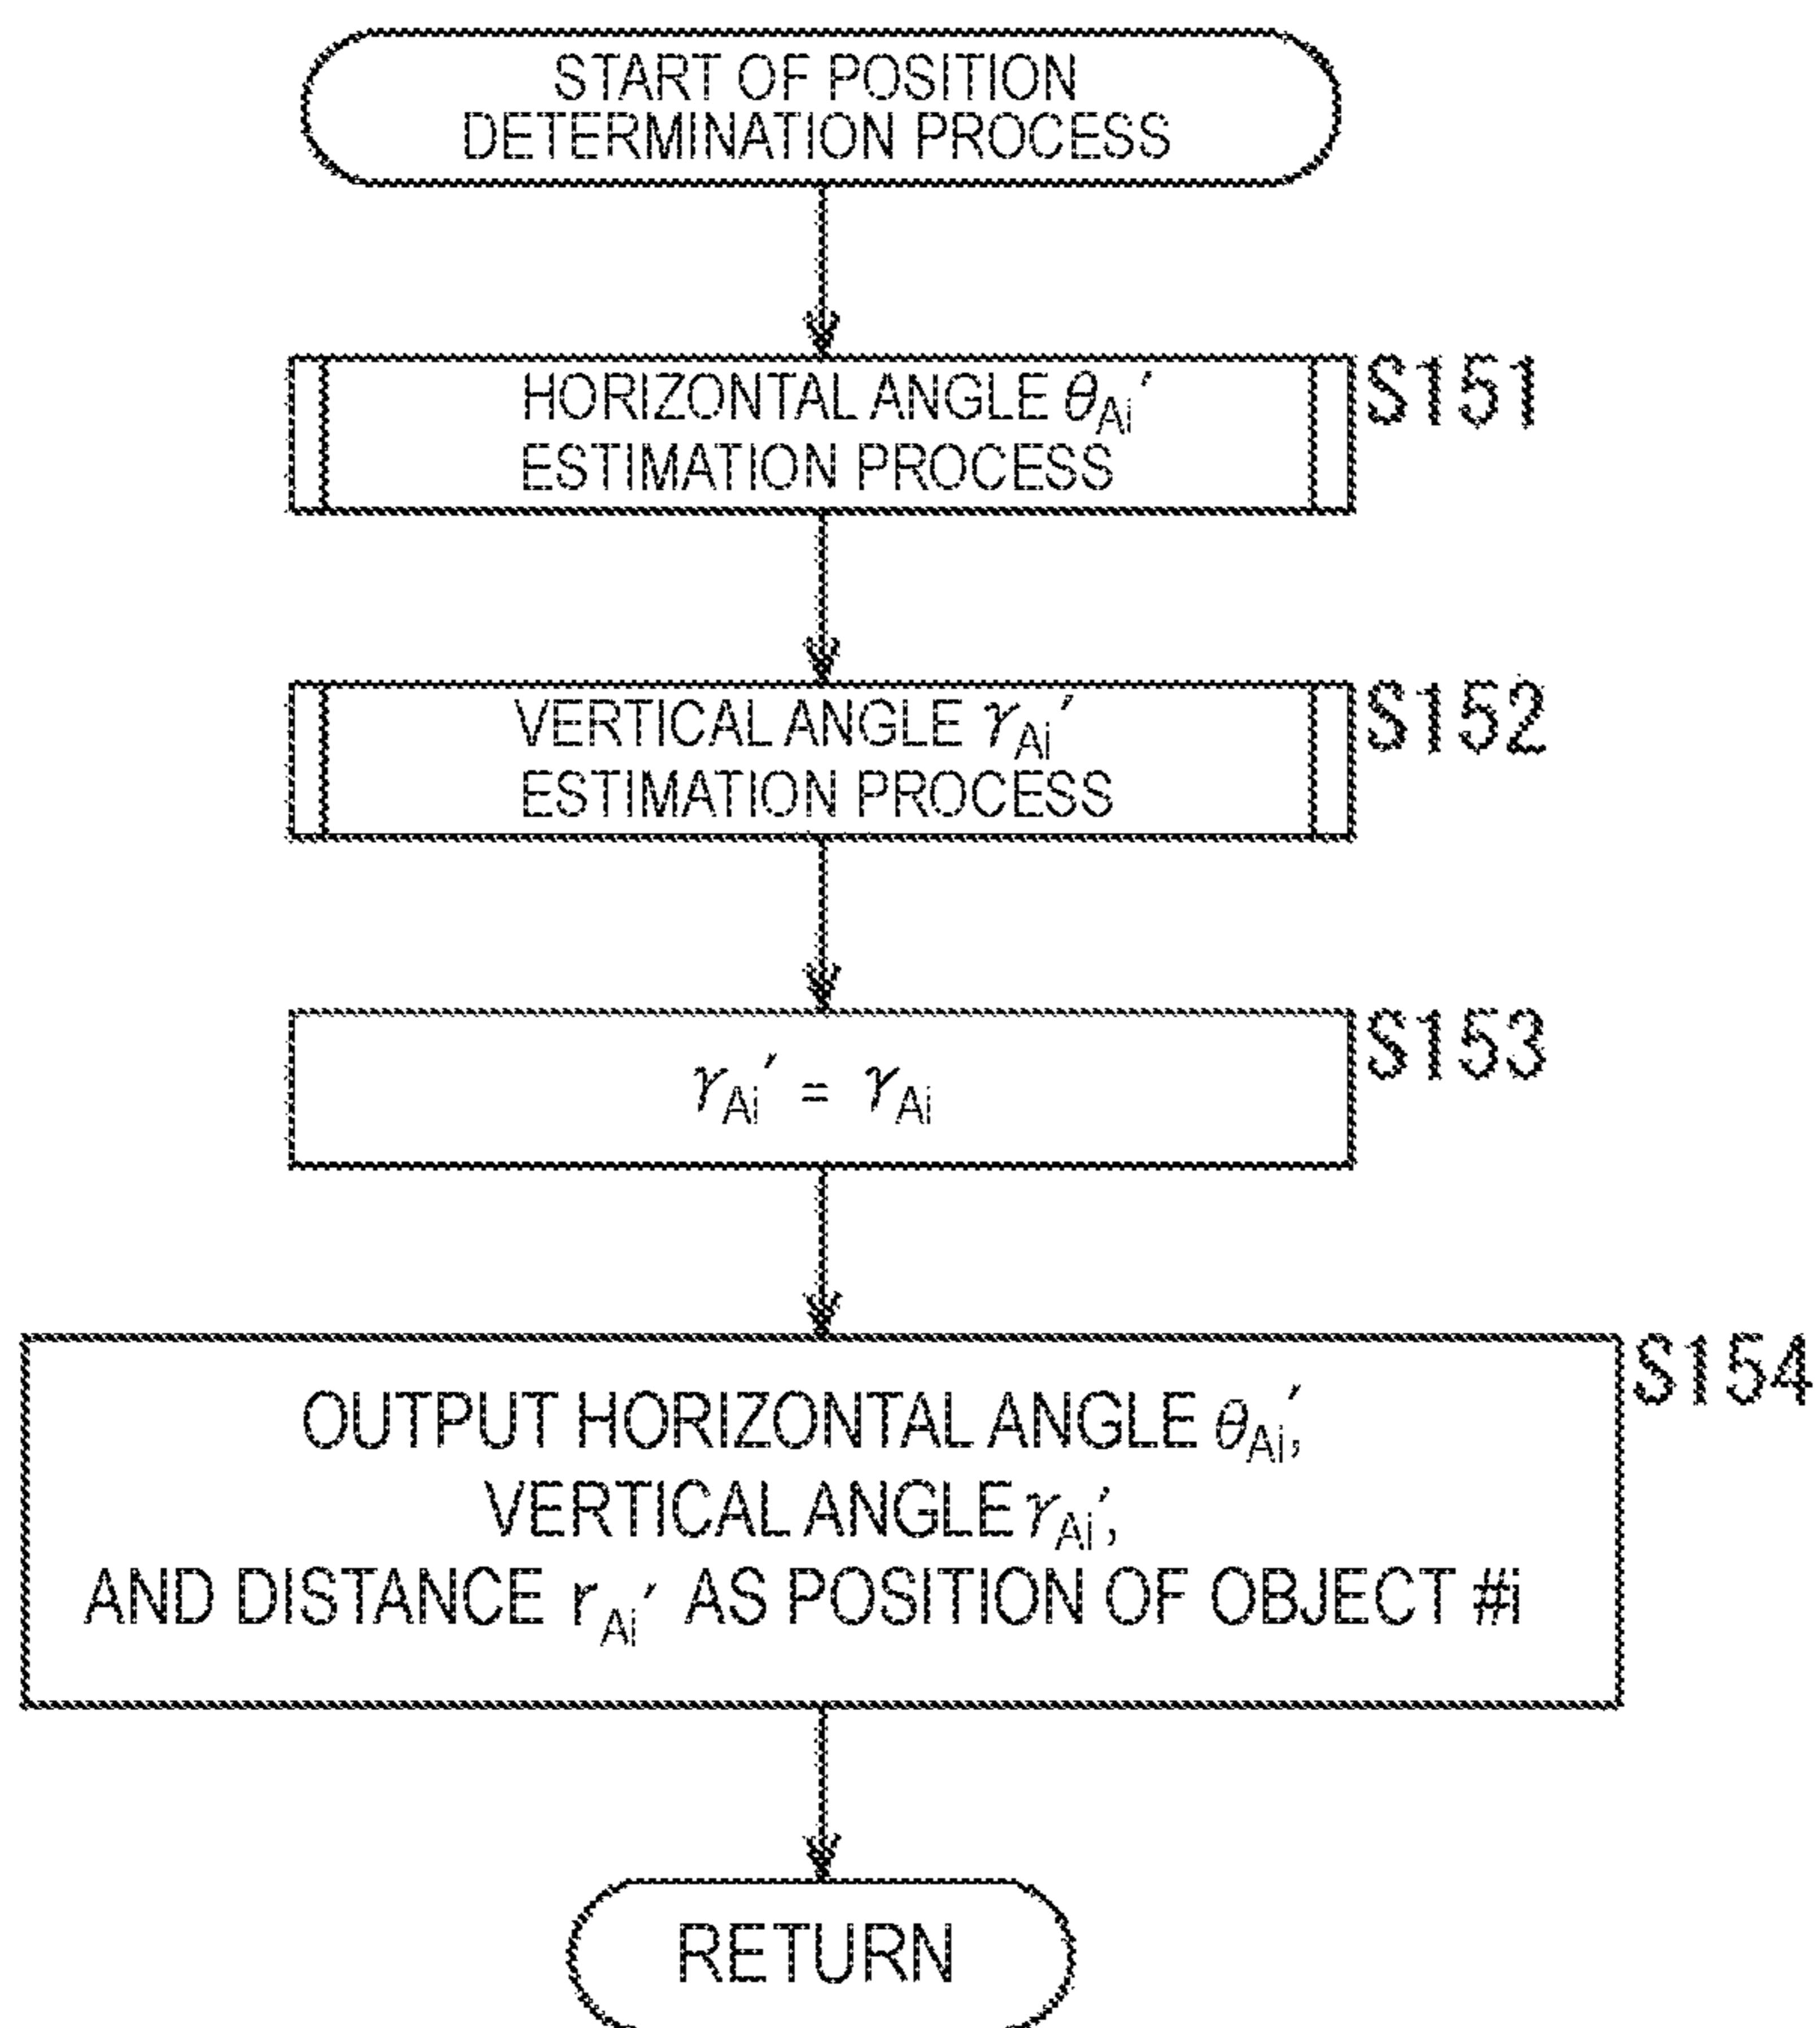 START OF POSITION
DETERMINATION PROCESS
HORIZONTAL ANGLE θAi′
ESTIMATION PROCESS
S151
VERTICAL ANGLE γAi′
ESTIMATION PROCESS
S152
γAi′ = γAi
S153
OUTPUT HORIZONTAL ANGLE θAi′,
VERTICAL ANGLE γAi′,
AND DISTANCE rAi′ AS POSITION OF OBJECT #i
S154
RETURN